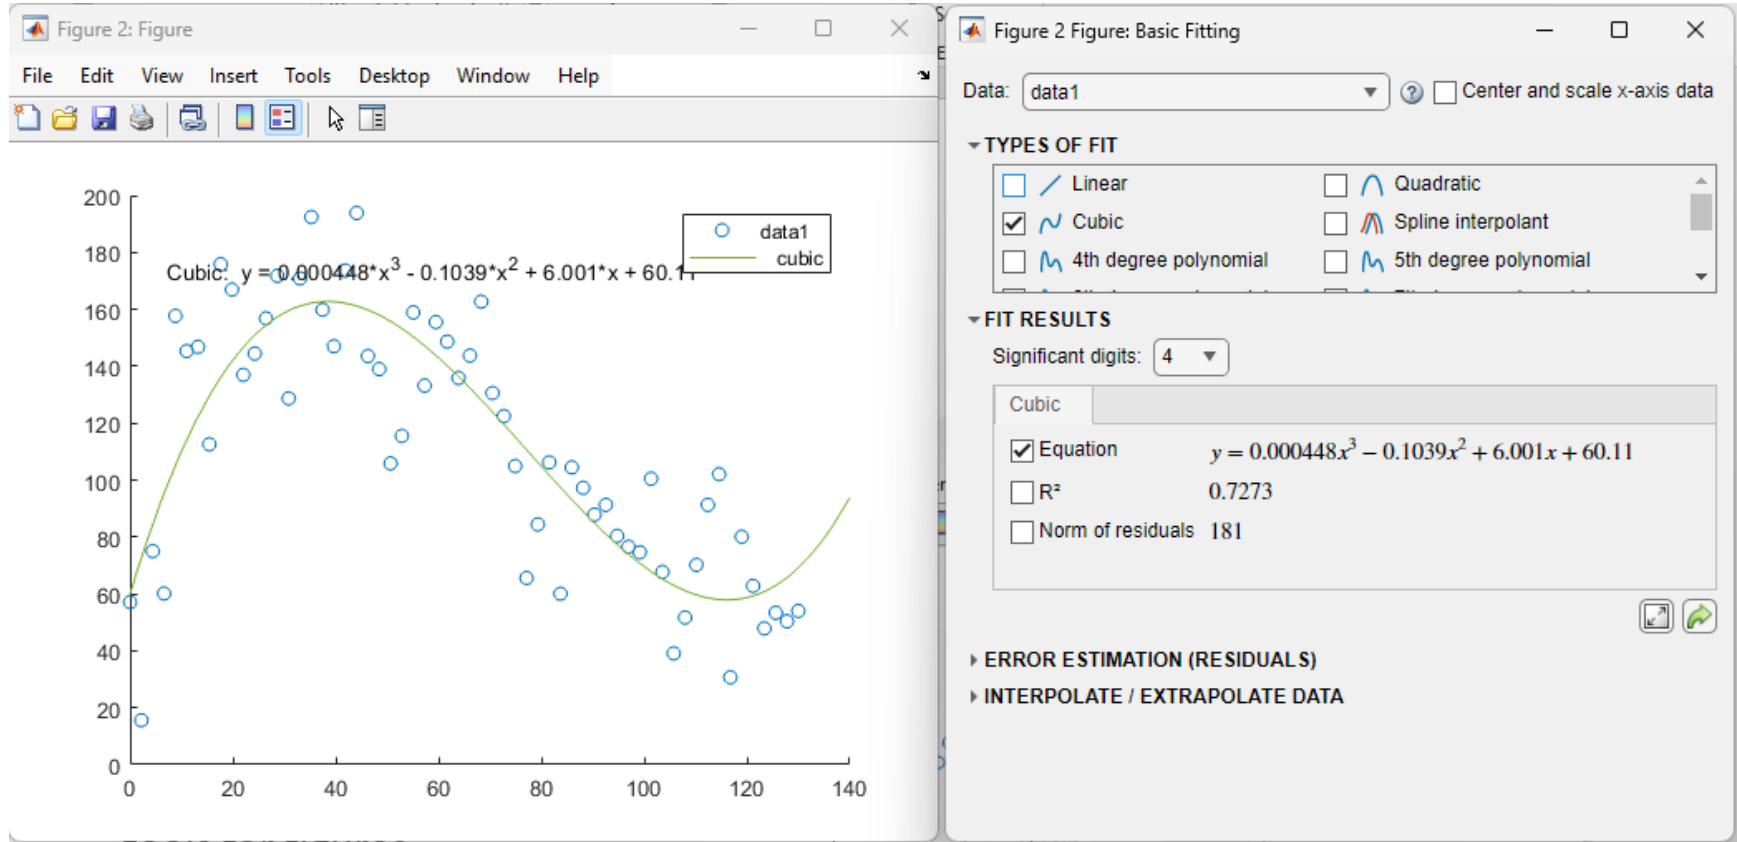 Figure 2: Figure
File Edit View Insert Tools Desktop Window Help
200
180
160
140
120
100
80
60
40
20
0
0 20 40 60 80 100 120 140
Cubic: y = 0.000448*x³ - 0.1039*x² + 6.001*x + 60.11
data1
cubic
Figure 2 Figure: Basic Fitting
Data: data1 Center and scale x-axis data
TYPES OF FIT
Linear Quadratic
Cubic Spline interpolant
4th degree polynomial 5th degree polynomial
FIT RESULTS
Significant digits: 4
Cubic
Equation y = 0.000448x³ − 0.1039x² + 6.001x + 60.11
R² 0.7273
Norm of residuals 181
ERROR ESTIMATION (RESIDUALS)
INTERPOLATE / EXTRAPOLATE DATA